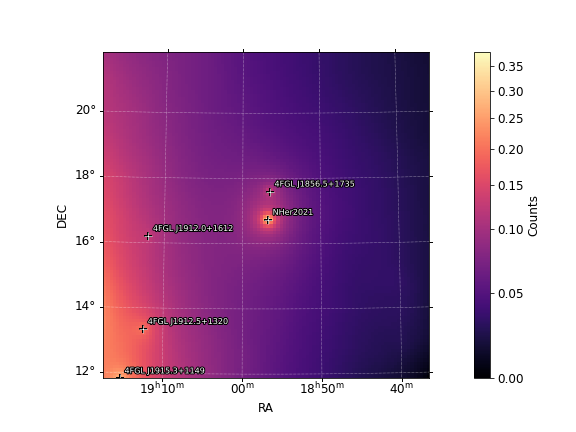 20°
18°
16°
14°
12°
DEC
4FGL J1856.5+1735
NHer2021
4FGL J1912.0+1612
4FGL J1912.5+1320
4FGL J1915.3+1149
19h10m
00m
18h50m
40m
RA
0.35
0.30
0.25
0.20
0.15
0.10
0.05
0.00
Counts